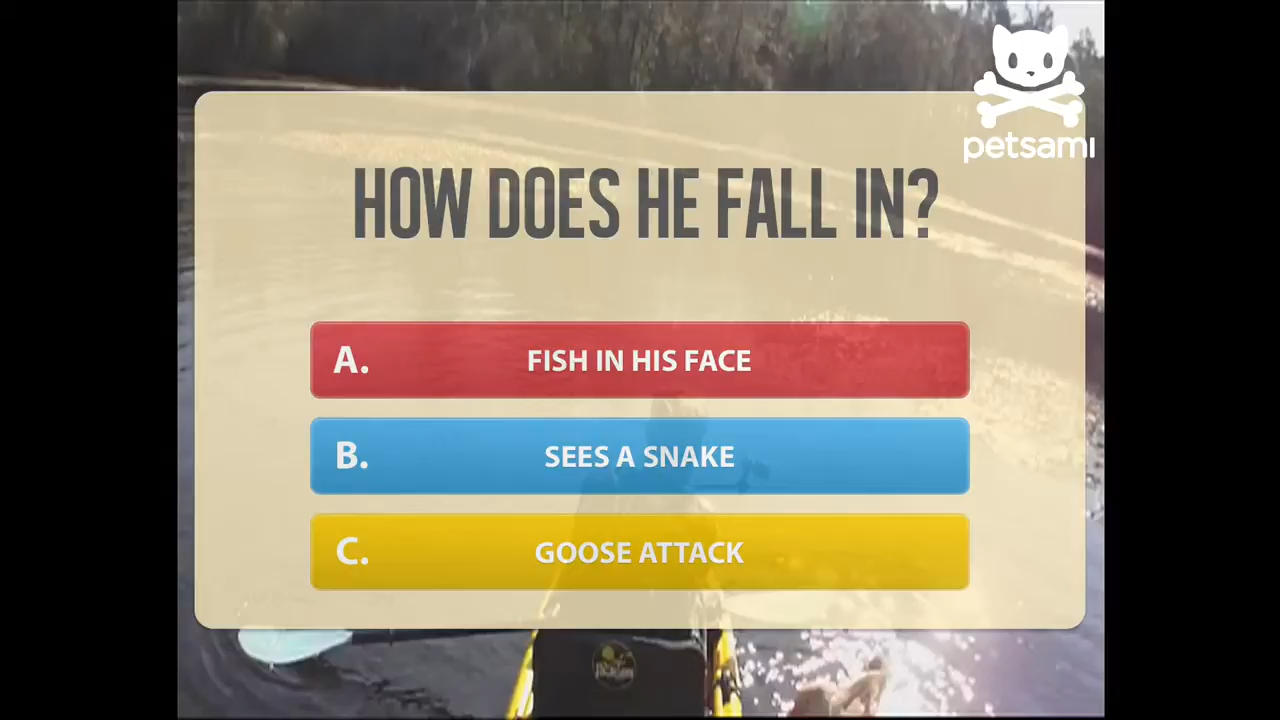 petsami
HOW DOES HE FALL IN?
A. FISH IN HIS FACE
B. SEES A SNAKE
C. GOOSE ATTACK